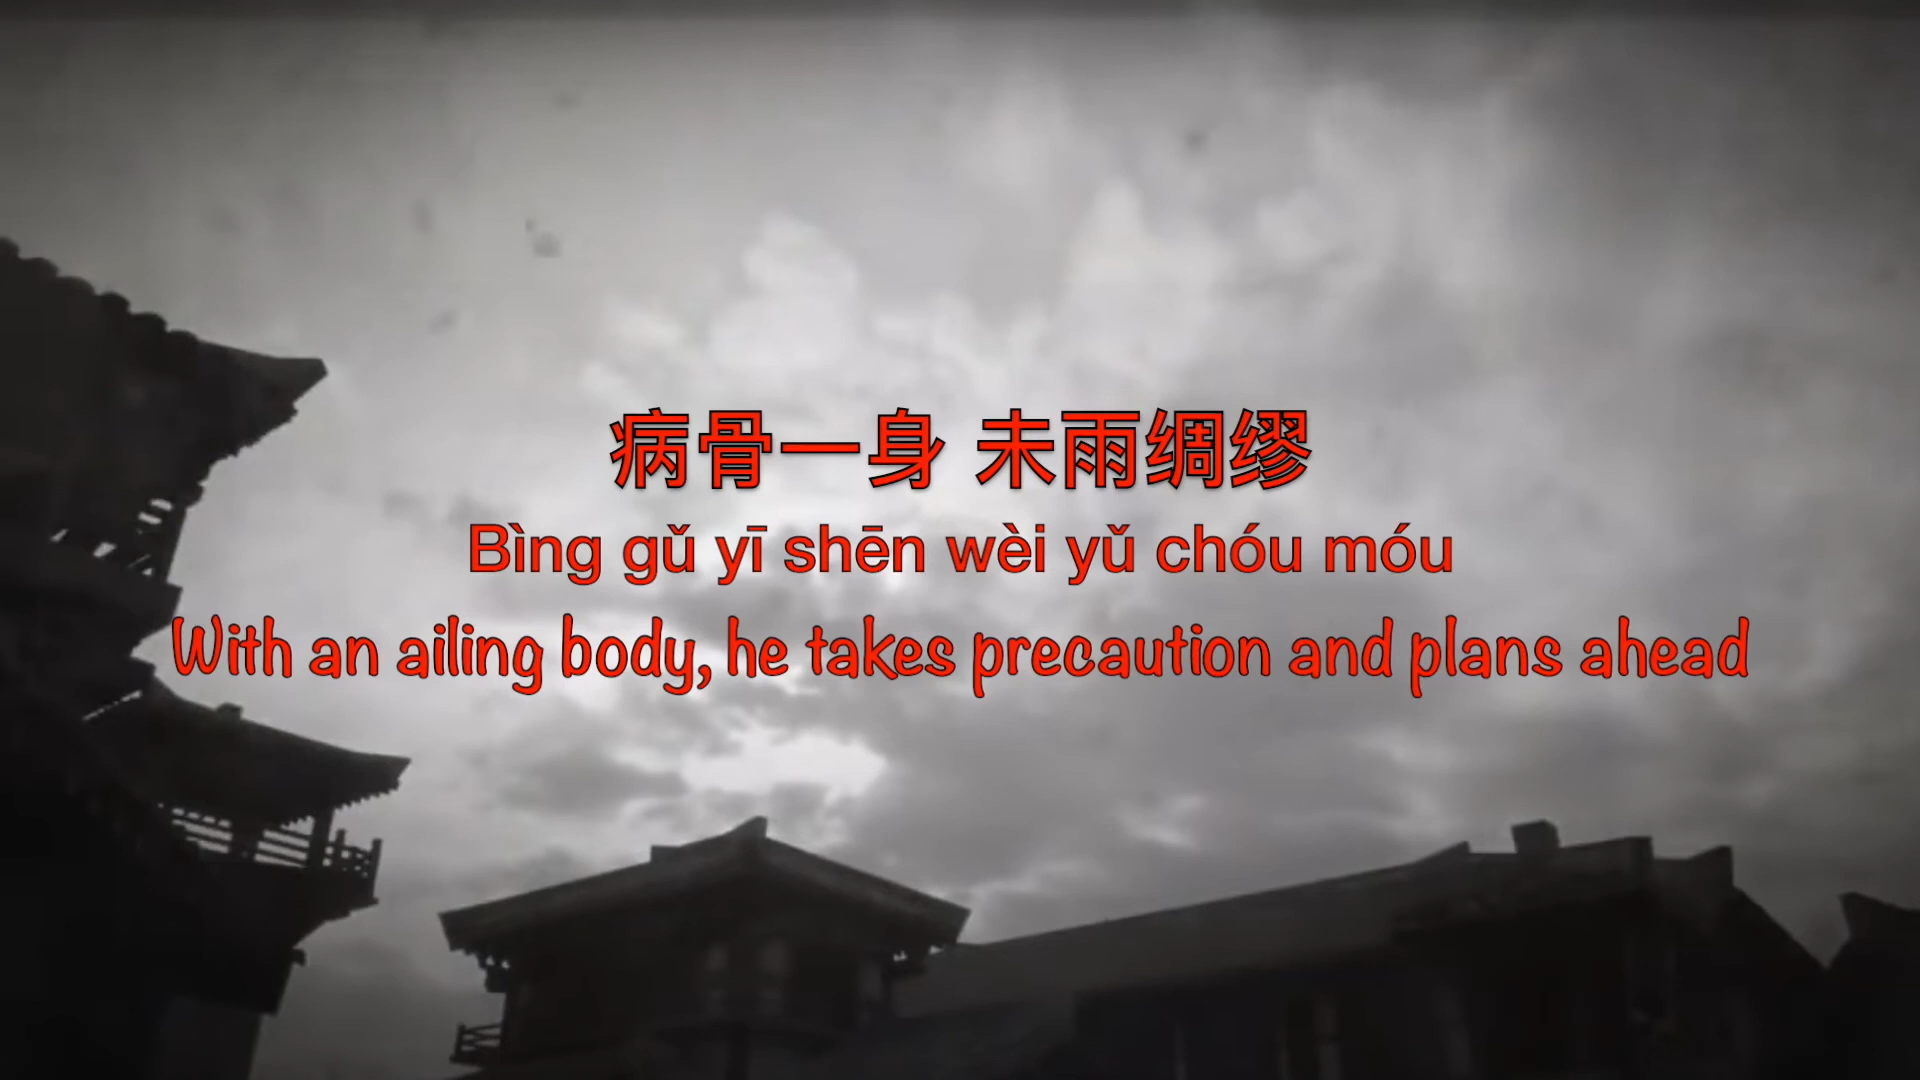 病骨一身 未雨绸缪
Bìng gǔ yī shēn wèi yǔ chóu móu
With an ailing body, he takes precaution and plans ahead